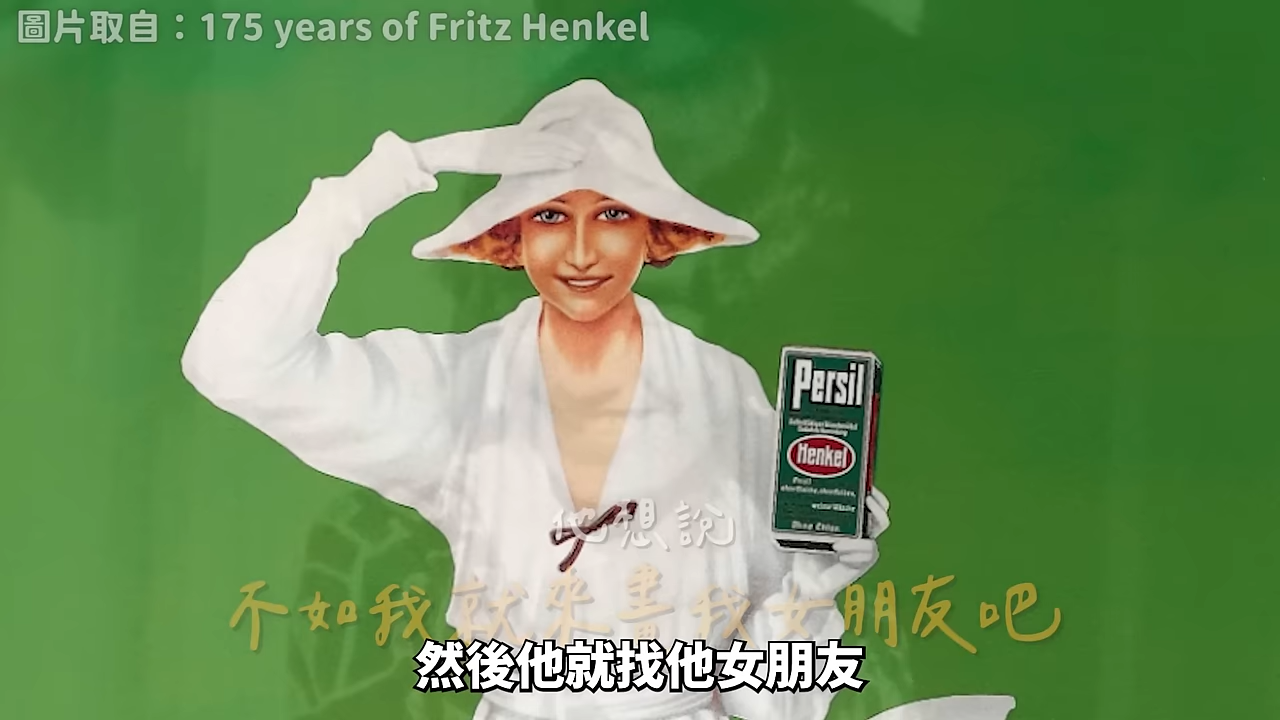 圖片取自：175 years of Fritz Henkel
Persil
Henkel
他想說
不如我就來畫我女朋友吧
然後他就找他女朋友